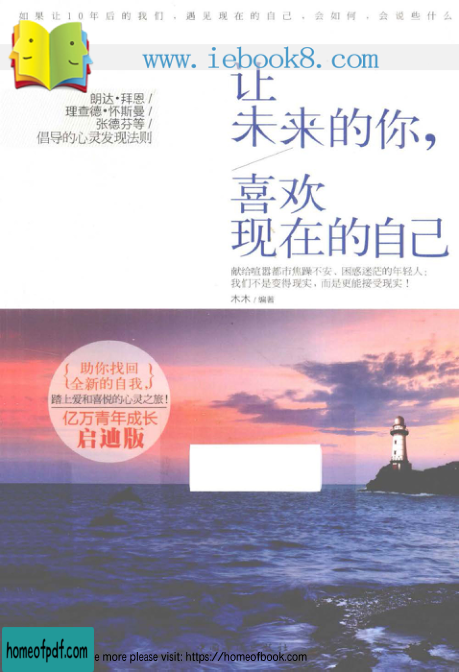 如果让10年后的我们，遇见现在的自己，会如何，会说些什么
www.iebook8.com
朗达•拜恩/
理查德•怀斯曼/
张德芬等/
倡导的心灵发现法则
让
未来的你，
喜欢
现在的自己
献给喧嚣都市焦躁不安、困惑迷茫的年轻人：
我们不是变得现实，而是更能接受现实！
木木 / 编著
助你找回
全新的自我
踏上爱和喜悦的心灵之旅！
亿万青年成长
启迪版
homeofpdf.com
e more please visit: https://homeofbook.com